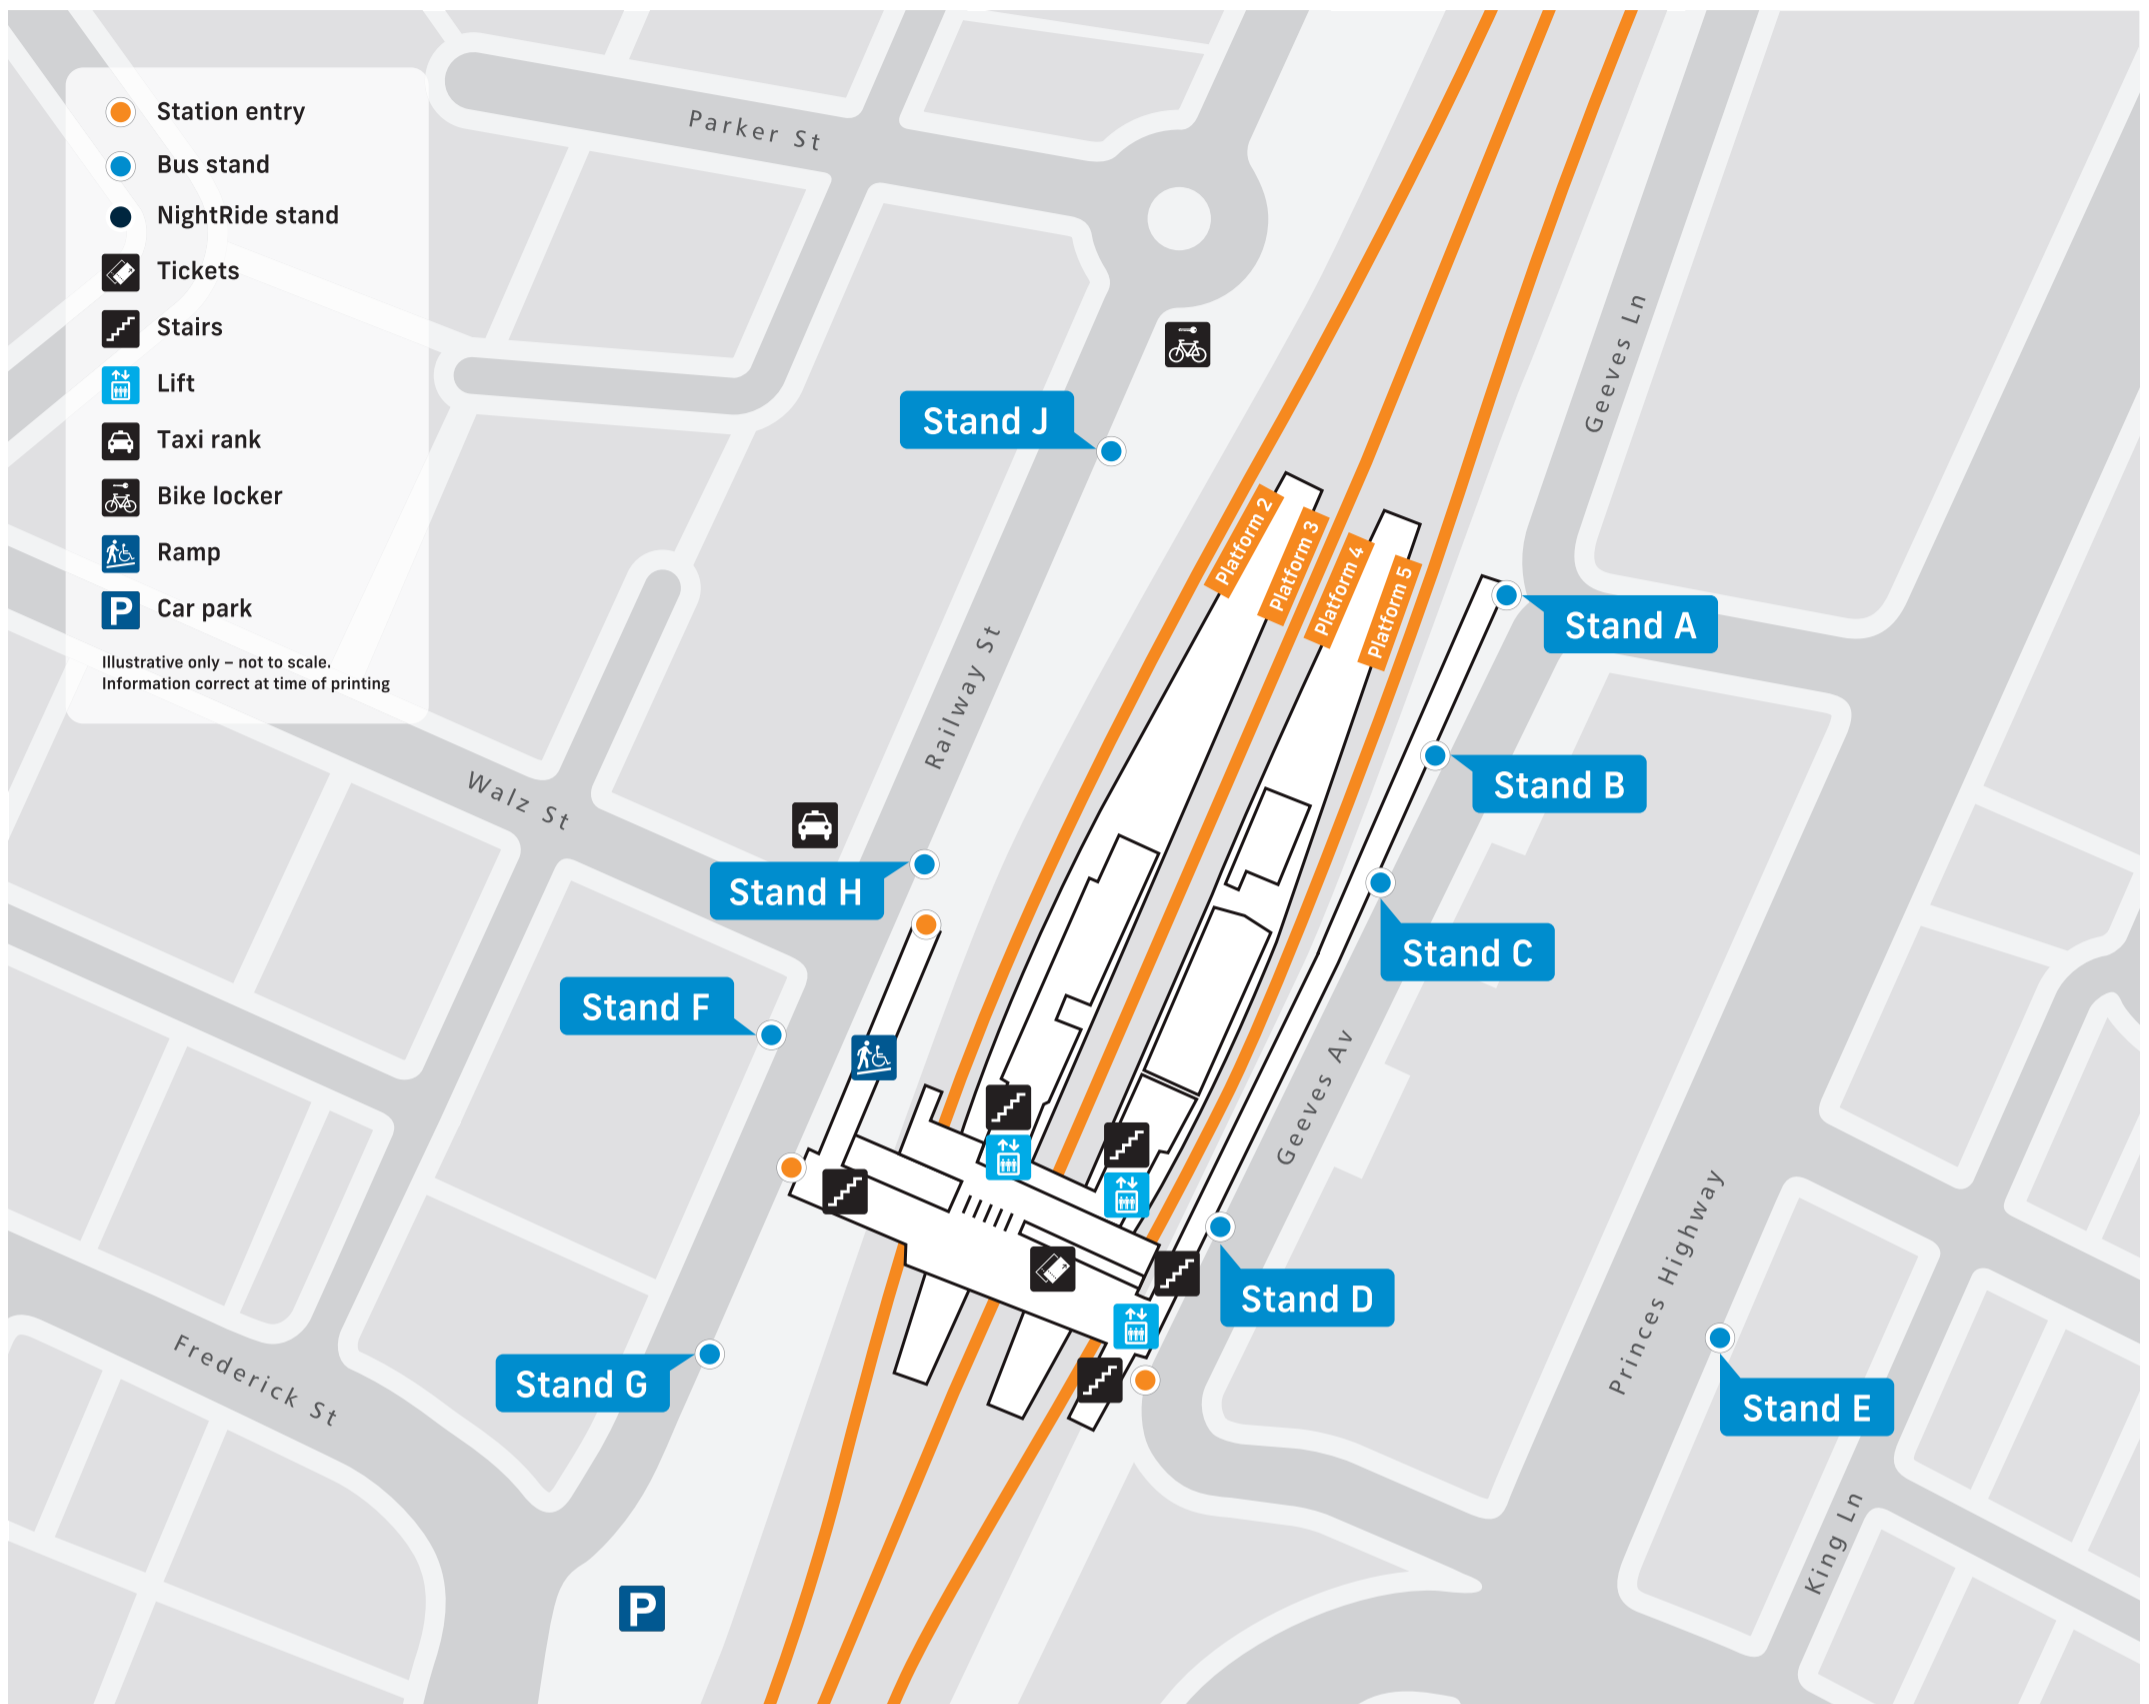 Station entry
Bus stand
NightRide stand
Tickets
Stairs
Lift
Taxi rank
Bike locker
Ramp
P
Car park
Illustrative only – not to scale.
Information correct at time of printing
Parker St
Geeves Ln
Stand J
Platform 2
Platform 3
Platform 4
Platform 5
Stand A
Railway St
Stand B
Walz St
Stand H
Stand C
Stand F
Geeves Av
Stand D
Princes Highway
Stand G
Frederick St
Stand E
King Ln
P